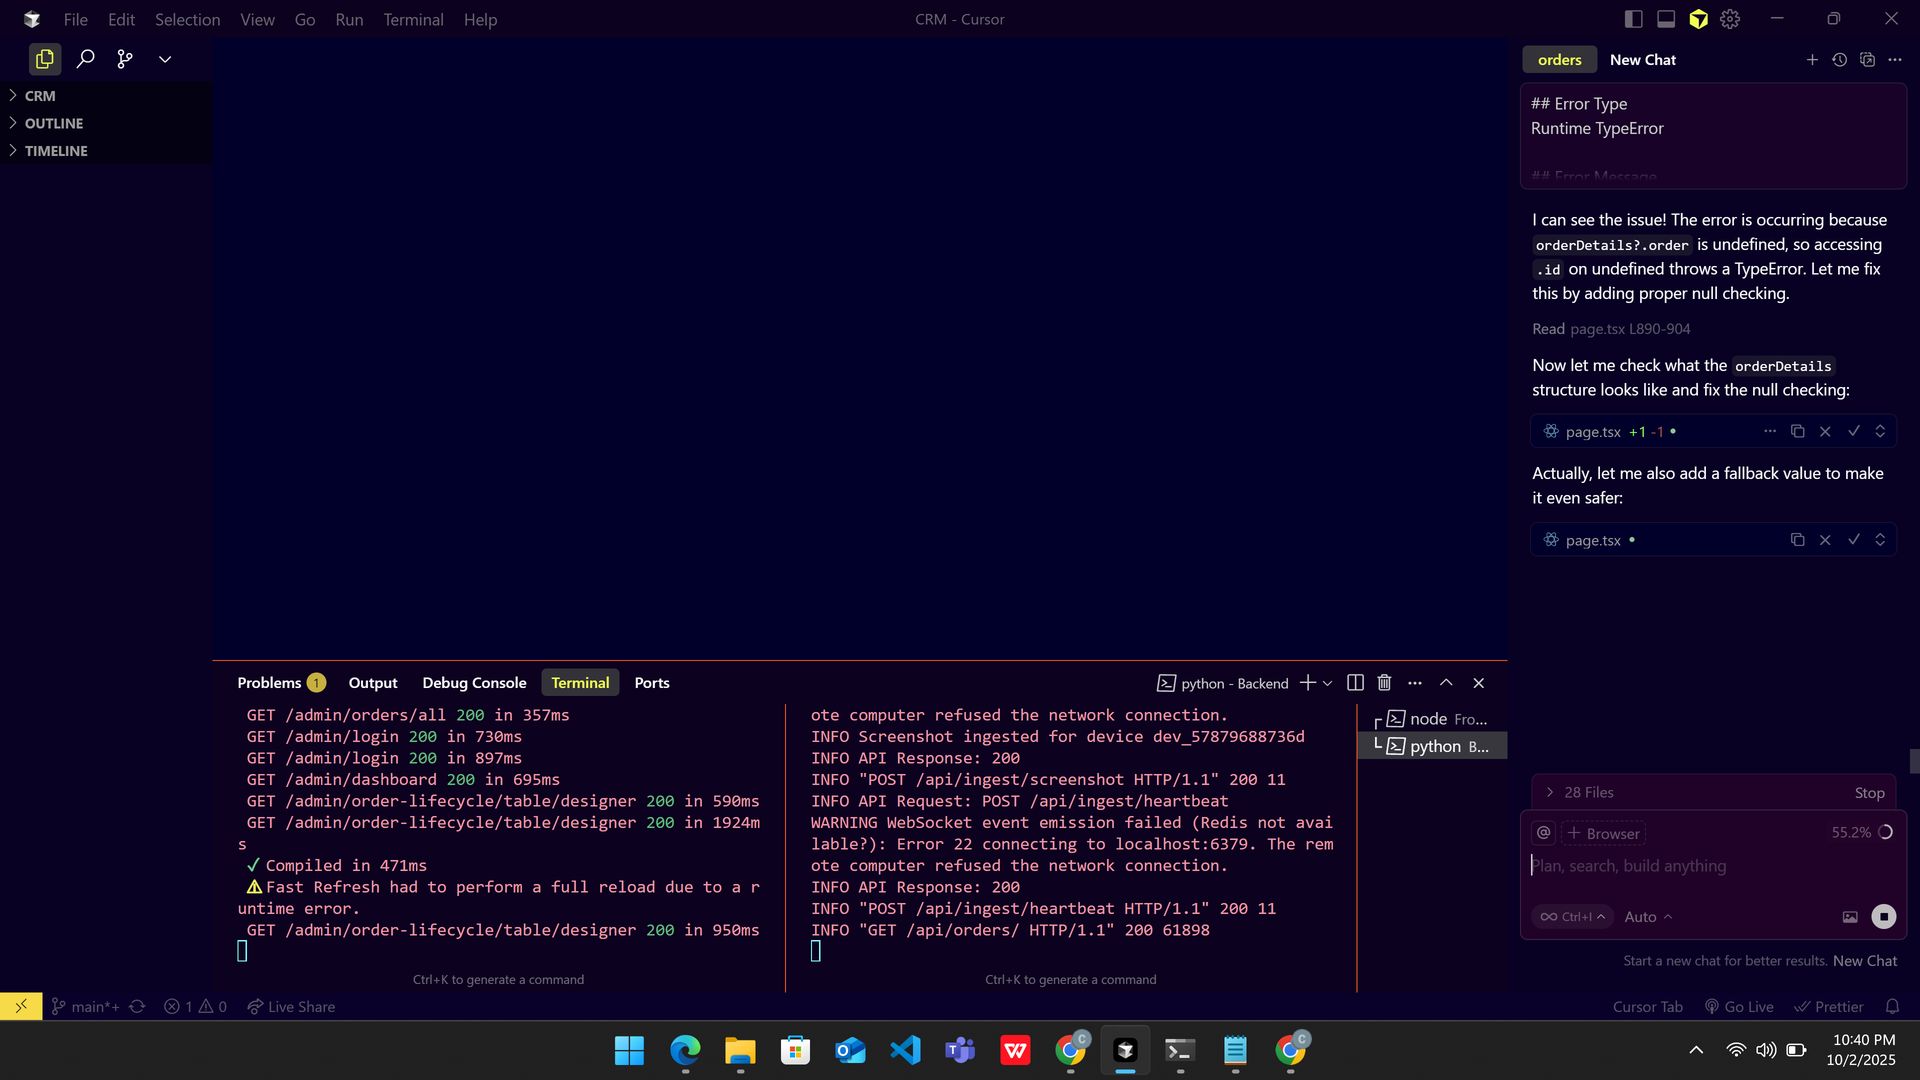 File Edit Selection View Go Run Terminal Help
CRM - Cursor
CRM
OUTLINE
TIMELINE
orders New Chat
## Error Type
Runtime TypeError
## Error Message
I can see the issue! The error is occurring because
orderDetails?.order is undefined, so accessing
.id on undefined throws a TypeError. Let me fix
this by adding proper null checking.
Read page.tsx L890-904
Now let me check what the orderDetails
structure looks like and fix the null checking:
page.tsx +1 -1
Actually, let me also add a fallback value to make
it even safer:
page.tsx
28 Files Stop
@ Browser 55.2%
Plan, search, build anything
Ctrl+I Auto
Start a new chat for better results. New Chat
Problems 1 Output Debug Console Terminal Ports
python - Backend
GET /admin/orders/all 200 in 357ms
GET /admin/login 200 in 730ms
GET /admin/login 200 in 897ms
GET /admin/dashboard 200 in 695ms
GET /admin/order-lifecycle/table/designer 200 in 590ms
GET /admin/order-lifecycle/table/designer 200 in 1924m
s
✓ Compiled in 471ms
⚠Fast Refresh had to perform a full reload due to a r
untime error.
GET /admin/order-lifecycle/table/designer 200 in 950ms
Ctrl+K to generate a command
ote computer refused the network connection.
INFO Screenshot ingested for device dev_57879688736d
INFO API Response: 200
INFO "POST /api/ingest/screenshot HTTP/1.1" 200 11
INFO API Request: POST /api/ingest/heartbeat
WARNING WebSocket event emission failed (Redis not avai
lable?): Error 22 connecting to localhost:6379. The rem
ote computer refused the network connection.
INFO API Response: 200
INFO "POST /api/ingest/heartbeat HTTP/1.1" 200 11
INFO "GET /api/orders/ HTTP/1.1" 200 61898
Ctrl+K to generate a command
node Fro...
python B...
main*+ 1 0 Live Share
Cursor Tab Go Live Prettier
10:40 PM
10/2/2025